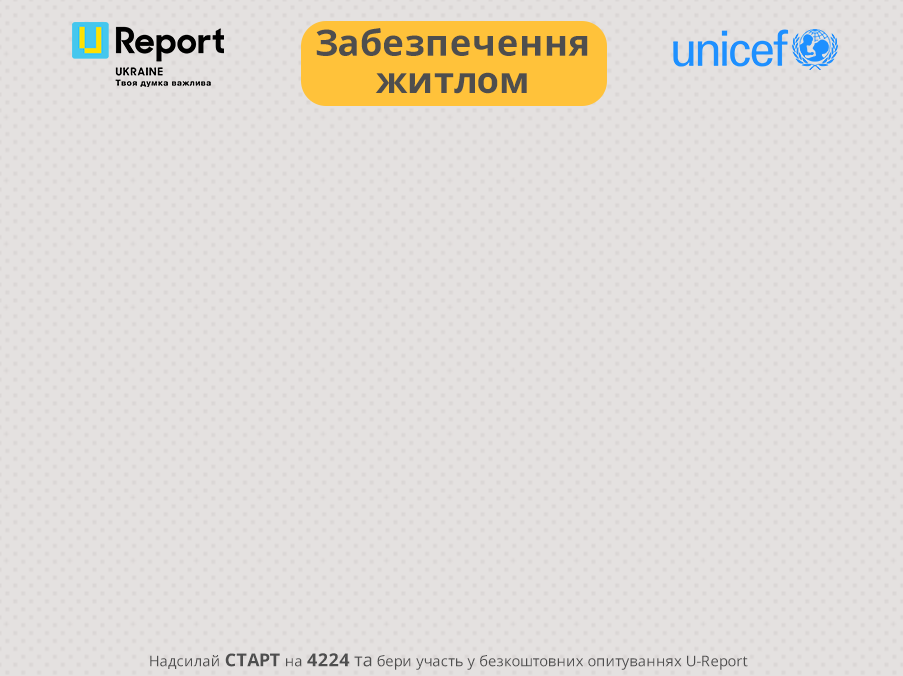 U Report
UKRAINE
Твоя думка важлива
Забезпечення
житлом
unicef
Надсилай СТАРТ на 4224 та бери участь у безкоштовних опитуваннях U-Report